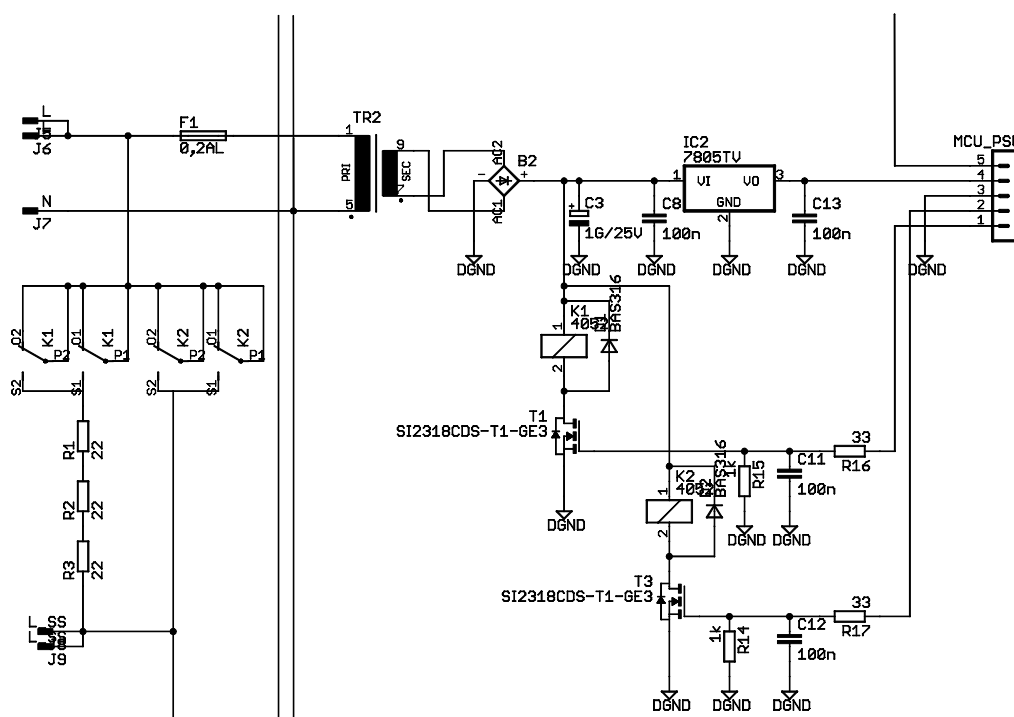 L
L
J5
J6
F1
0,2AL
N
J7
TR2
1
PRI
5
9
SEC
7
AC2
B2
-
+
AC1
DGND
C3
+
1G/25V
DGND
C8
100n
DGND
IC2
7805TV
1
VI
VO
3
GND
2
DGND
C13
100n
DGND
MCU_PS
5
4
3
2
1
DGND
O2
K1
P2
O1
K1
P1
O2
K2
P2
O1
K2
P1
S2
S1
S2
S1
R1
22
R2
22
R3
22
L_SS
L_SS
J8
J9
K1
1
2
BAS316
T1
SI2318CDS-T1-GE3
DGND
K2
1
2
BAS316
1k
R15
DGND
C11
100n
DGND
33
R16
T3
SI2318CDS-T1-GE3
DGND
1k
R14
DGND
C12
100n
DGND
33
R17